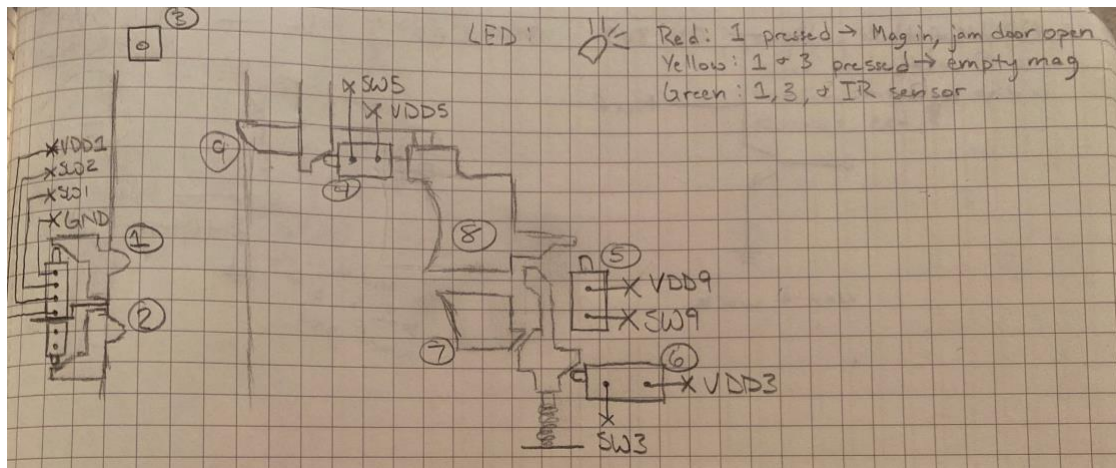 3
LED: Red: 1 pressed → Mag in, jam door open
Yellow: 1 + 3 pressed → empty mag
Green: 1, 3, + IR sensor
SW5
VDD5
9
4
VDD1
SW2
SW1
GND
1
8
5
VDD9
SW9
2
7
6
VDD3
SW3